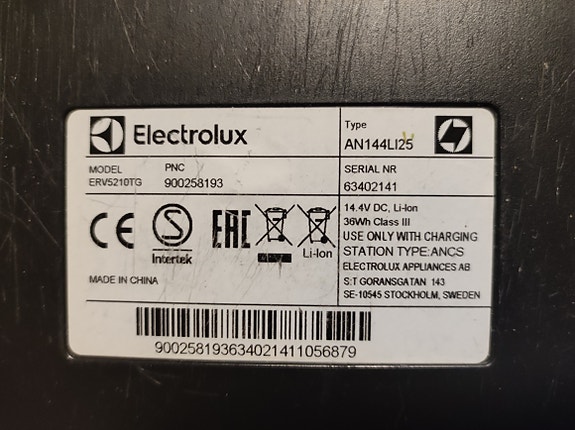 Electrolux
Type
AN144LI25
MODEL
ERV5210TG
PNC
900258193
SERIAL NR
63402141
CE
S
Intertek
EAC
Li-Ion
14.4V DC, Li-Ion
36Wh Class III
USE ONLY WITH CHARGING
STATION TYPE:ANCS
ELECTROLUX APPLIANCES AB
S:T GORANSGATAN 143
SE-10545 STOCKHOLM, SWEDEN
MADE IN CHINA
900258193634021411056879